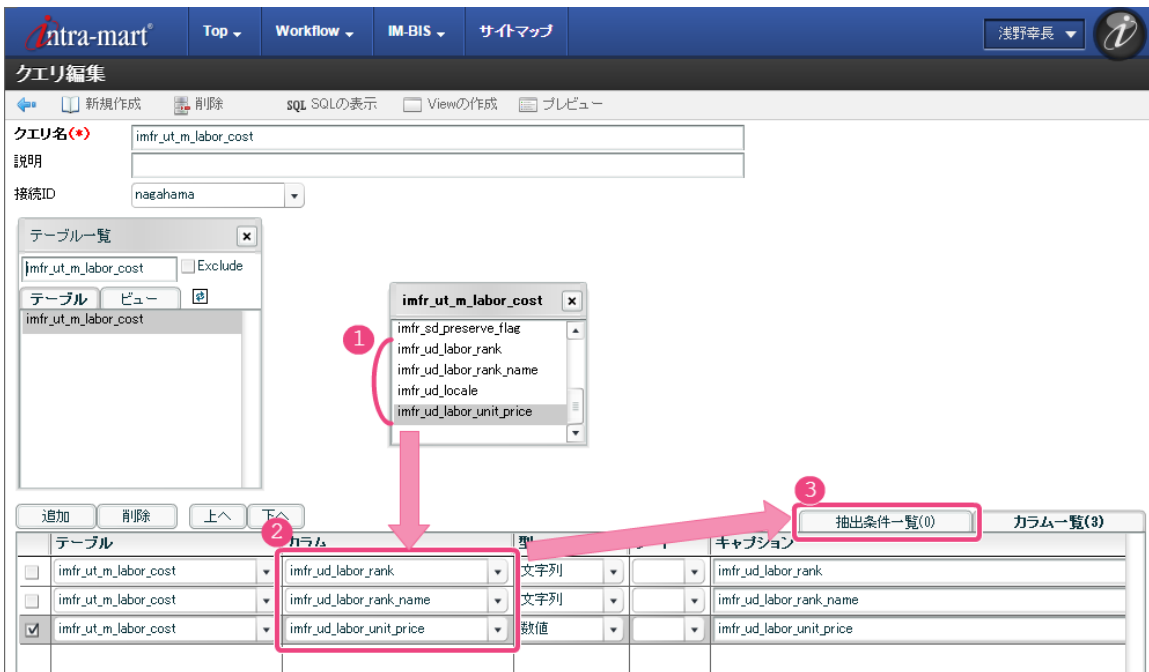 intra-mart® Top Workflow IM-BIS サイトマップ 浅野幸長
クエリ編集
新規作成 削除 SQL SQLの表示 Viewの作成 プレビュー
クエリ名(*) imfr_ut_m_labor_cost
説明
接続ID nagahama
テーブル一覧
imfr_ut_m_labor_cost Exclude
テーブル ビュー
imfr_ut_m_labor_cost
imfr_ut_m_labor_cost
imfr_sd_preserve_flag
1
imfr_ud_labor_rank
imfr_ud_labor_rank_name
imfr_ud_locale
imfr_ud_labor_unit_price
3
追加 削除 上へ 下へ 抽出条件一覧(0) カラム一覧(3)
2
テーブル カラム 型 キャプション
imfr_ut_m_labor_cost imfr_ud_labor_rank 文字列 imfr_ud_labor_rank
imfr_ut_m_labor_cost imfr_ud_labor_rank_name 文字列 imfr_ud_labor_rank_name
imfr_ut_m_labor_cost imfr_ud_labor_unit_price 数値 imfr_ud_labor_unit_price